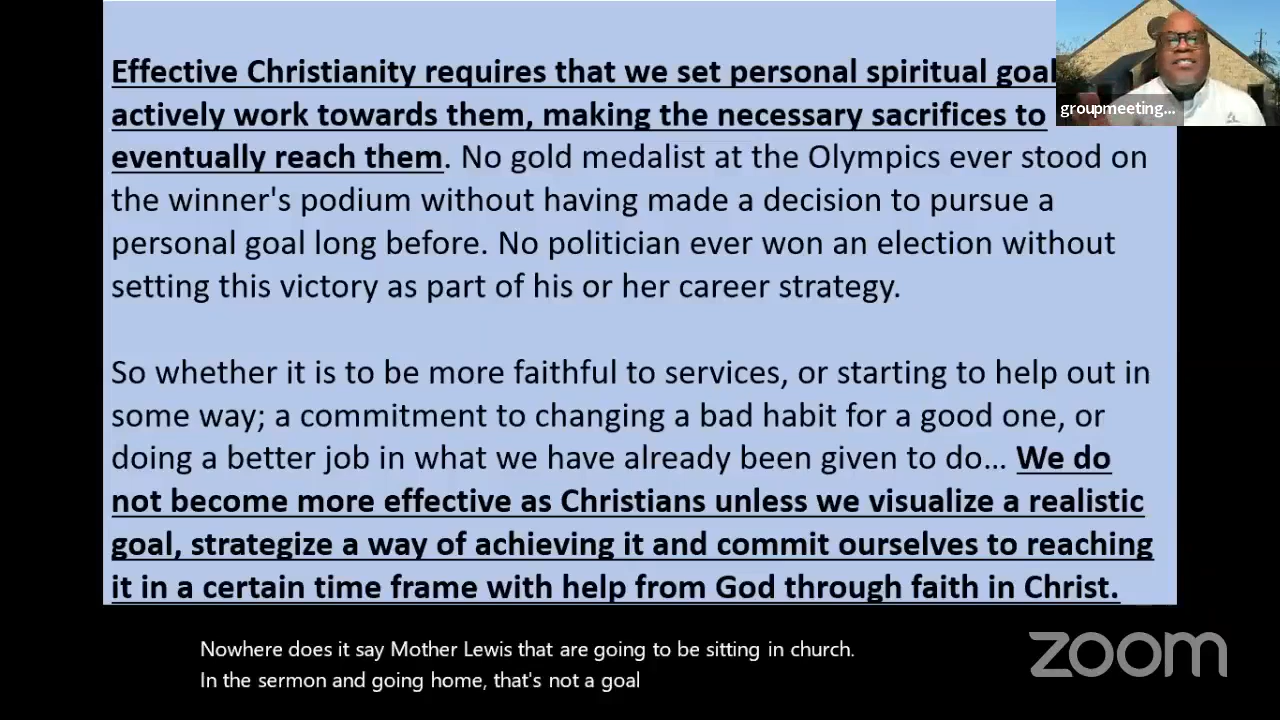 Effective Christianity requires that we set personal spiritual goal
actively work towards them, making the necessary sacrifices to
eventually reach them. No gold medalist at the Olympics ever stood on
the winner's podium without having made a decision to pursue a
personal goal long before. No politician ever won an election without
setting this victory as part of his or her career strategy.
So whether it is to be more faithful to services, or starting to help out in
some way; a commitment to changing a bad habit for a good one, or
doing a better job in what we have already been given to do... We do
not become more effective as Christians unless we visualize a realistic
goal, strategize a way of achieving it and commit ourselves to reaching
it in a certain time frame with help from God through faith in Christ.
groupmeeting...
Nowhere does it say Mother Lewis that are going to be sitting in church.
In the sermon and going home, that's not a goal
zoom